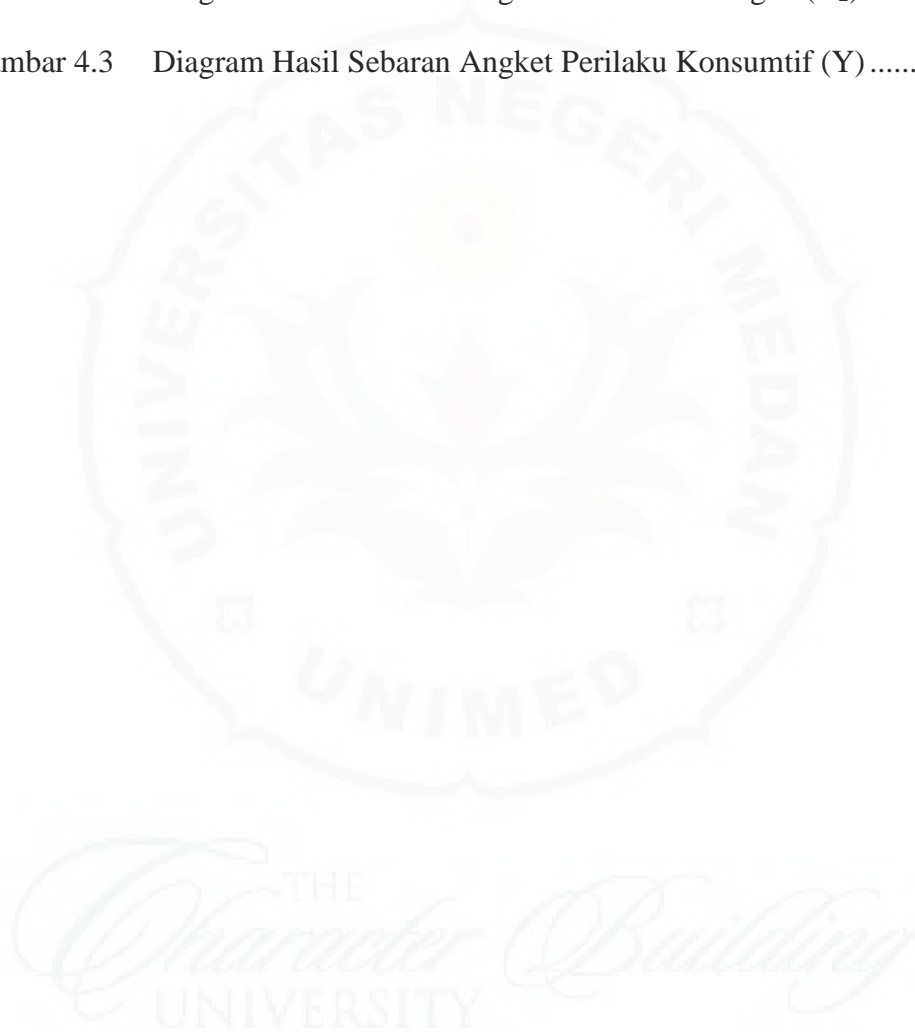 mbar 4.3 Diagram Hasil Sebaran Angket Perilaku Konsumtif (Y) ......
UNIVERSITAS NEGERI MEDAN
UNIMED
THE
Character Building
UNIVERSITY